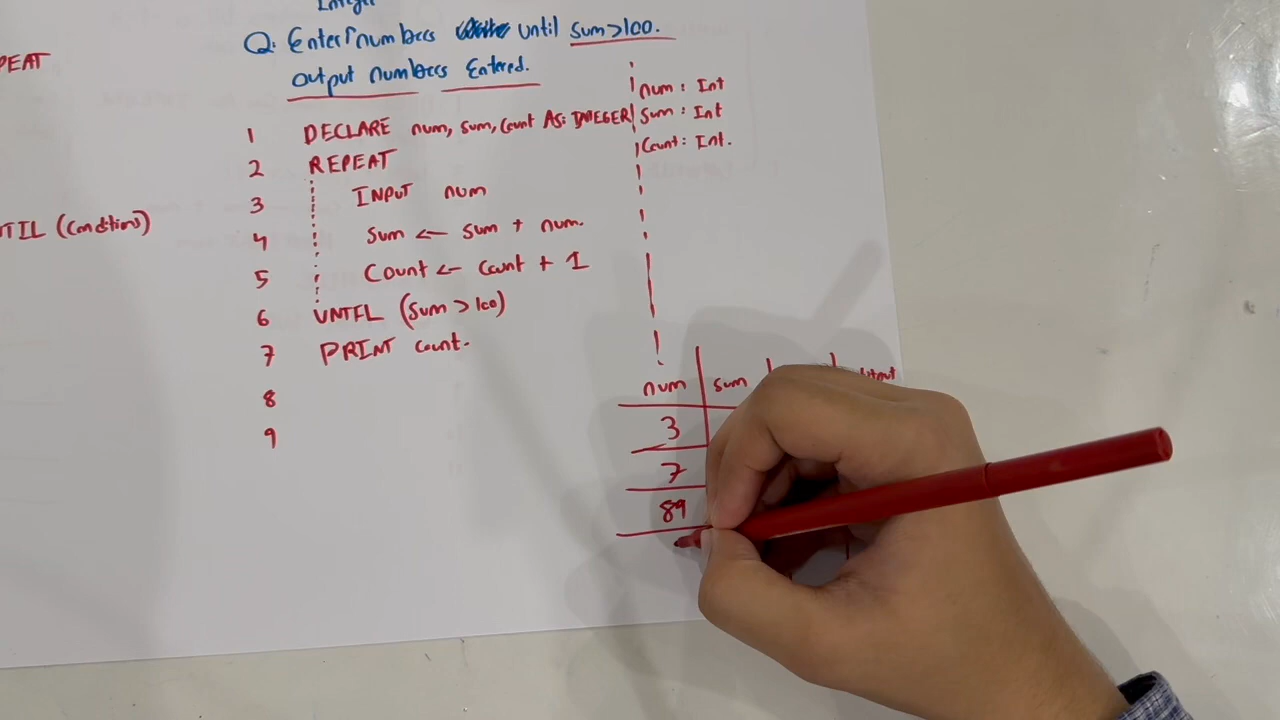 Integer
Q: Enter numbers until sum>100.
output numbers Entered.
PEAT
TIL (Conditions)
1 DECLARE num, sum, Count AS: INTEGER
2 REPEAT
3 INPUT num
4 Sum ← sum + num.
5 Count ← Count + 1
6 UNTIL (Sum > 100)
7 PRINT Count.
8
9
num : Int
Sum : Int
Count : Int.
num sum
3
7
89